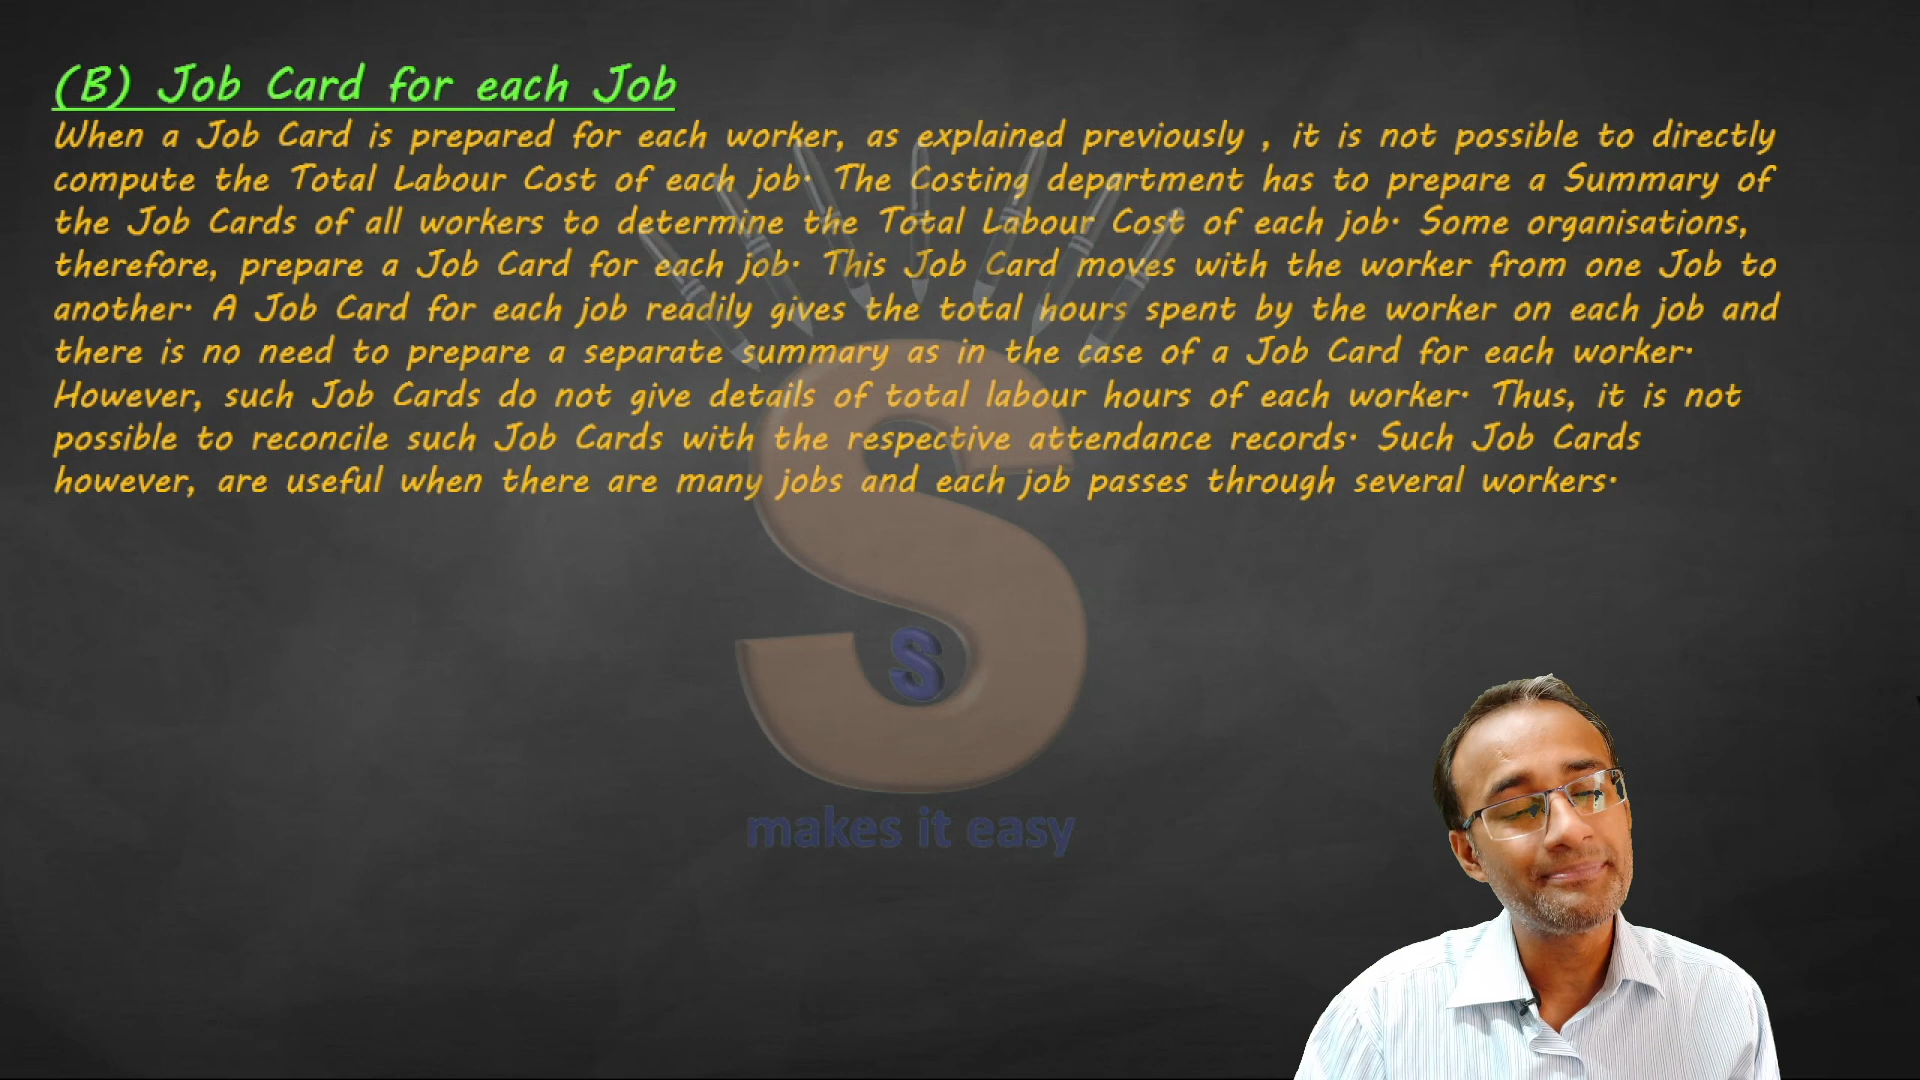 (B) Job Card for each Job
When a Job Card is prepared for each worker, as explained previously , it is not possible to directly
compute the Total Labour Cost of each job. The Costing department has to prepare a Summary of
the Job Cards of all workers to determine the Total Labour Cost of each job. Some organisations,
therefore, prepare a Job Card for each job. This Job Card moves with the worker from one Job to
another. A Job Card for each job readily gives the total hours spent by the worker on each job and
there is no need to prepare a separate summary as in the case of a Job Card for each worker.
However, such Job Cards do not give details of total labour hours of each worker. Thus, it is not
possible to reconcile such Job Cards with the respective attendance records. Such Job Cards
however, are useful when there are many jobs and each job passes through several workers.
S
S
makes it easy